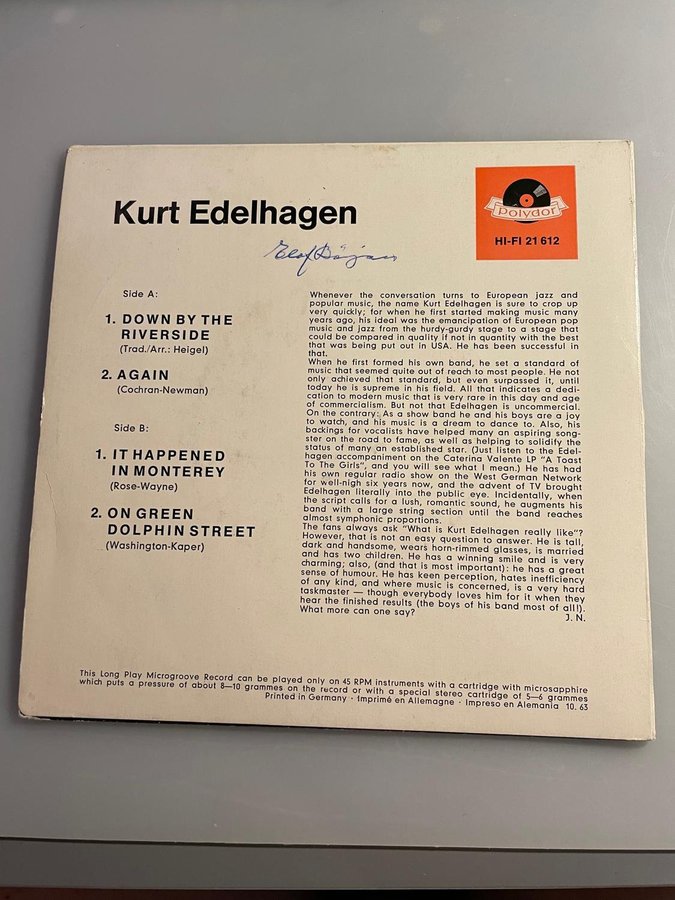 Kurt Edelhagen
polydor
HI-FI 21 612
Side A:
1. DOWN BY THE
RIVERSIDE
(Trad./Arr.: Heigel)
2. AGAIN
(Cochran-Newman)
Side B:
1. IT HAPPENED
IN MONTEREY
(Rose-Wayne)
2. ON GREEN
DOLPHIN STREET
(Washington-Kaper)
Whenever the conversation turns to European jazz and
popular music, the name Kurt Edelhagen is sure to crop up
very quickly; for when he first started making music many
years ago, his ideal was the emancipation of European pop
music and jazz from the hurdy-gurdy stage to a stage that
could be compared in quality if not in quantity with the best
that was being put out in USA. He has been successful in
that.
When he first formed his own band, he set a standard of
music that seemed quite out of reach to most people. He not
only achieved that standard, but even surpassed it, until
today he is supreme in his field. All that indicates a dedi-
cation to modern music that is very rare in this day and age
of commercialism. But not that Edelhagen is uncommercial.
On the contrary: As a show band he and his boys are a joy
to watch, and his music is a dream to dance to. Also, his
backings for vocalists have helped many an aspiring song-
ster on the road to fame, as well as helping to solidify the
status of many an established star. (Just listen to the Edel-
hagen accompaniment on the Caterina Valente LP "A Toast
To The Girls", and you will see what I mean.) He has had
his own regular radio show on the West German Network
for well-nigh six years now, and the advent of TV brought
Edelhagen literally into the public eye. Incidentally, when
the script calls for a lush, romantic sound, he augments his
band with a large string section until the band reaches
almost symphonic proportions.
The fans always ask "What is Kurt Edelhagen really like"?
However, that is not an easy question to answer. He is tall,
dark and handsome, wears horn-rimmed glasses, is married
and has two children. He has a winning smile and is very
charming; also, (and that is most important): he has a great
sense of humour. He has keen perception, hates inefficiency
of any kind, and where music is concerned, is a very hard
taskmaster — though everybody loves him for it when they
hear the finished results (the boys of his band most of all!).
What more can one say? J. N.
This Long Play Microgroove Record can be played only on 45 RPM instruments with a cartridge with microsapphire
which puts a pressure of about 8—10 grammes on the record or with a special stereo cartridge of 5—6 grammes
Printed in Germany · Imprimé en Allemagne · Impreso en Alemania 10. 63